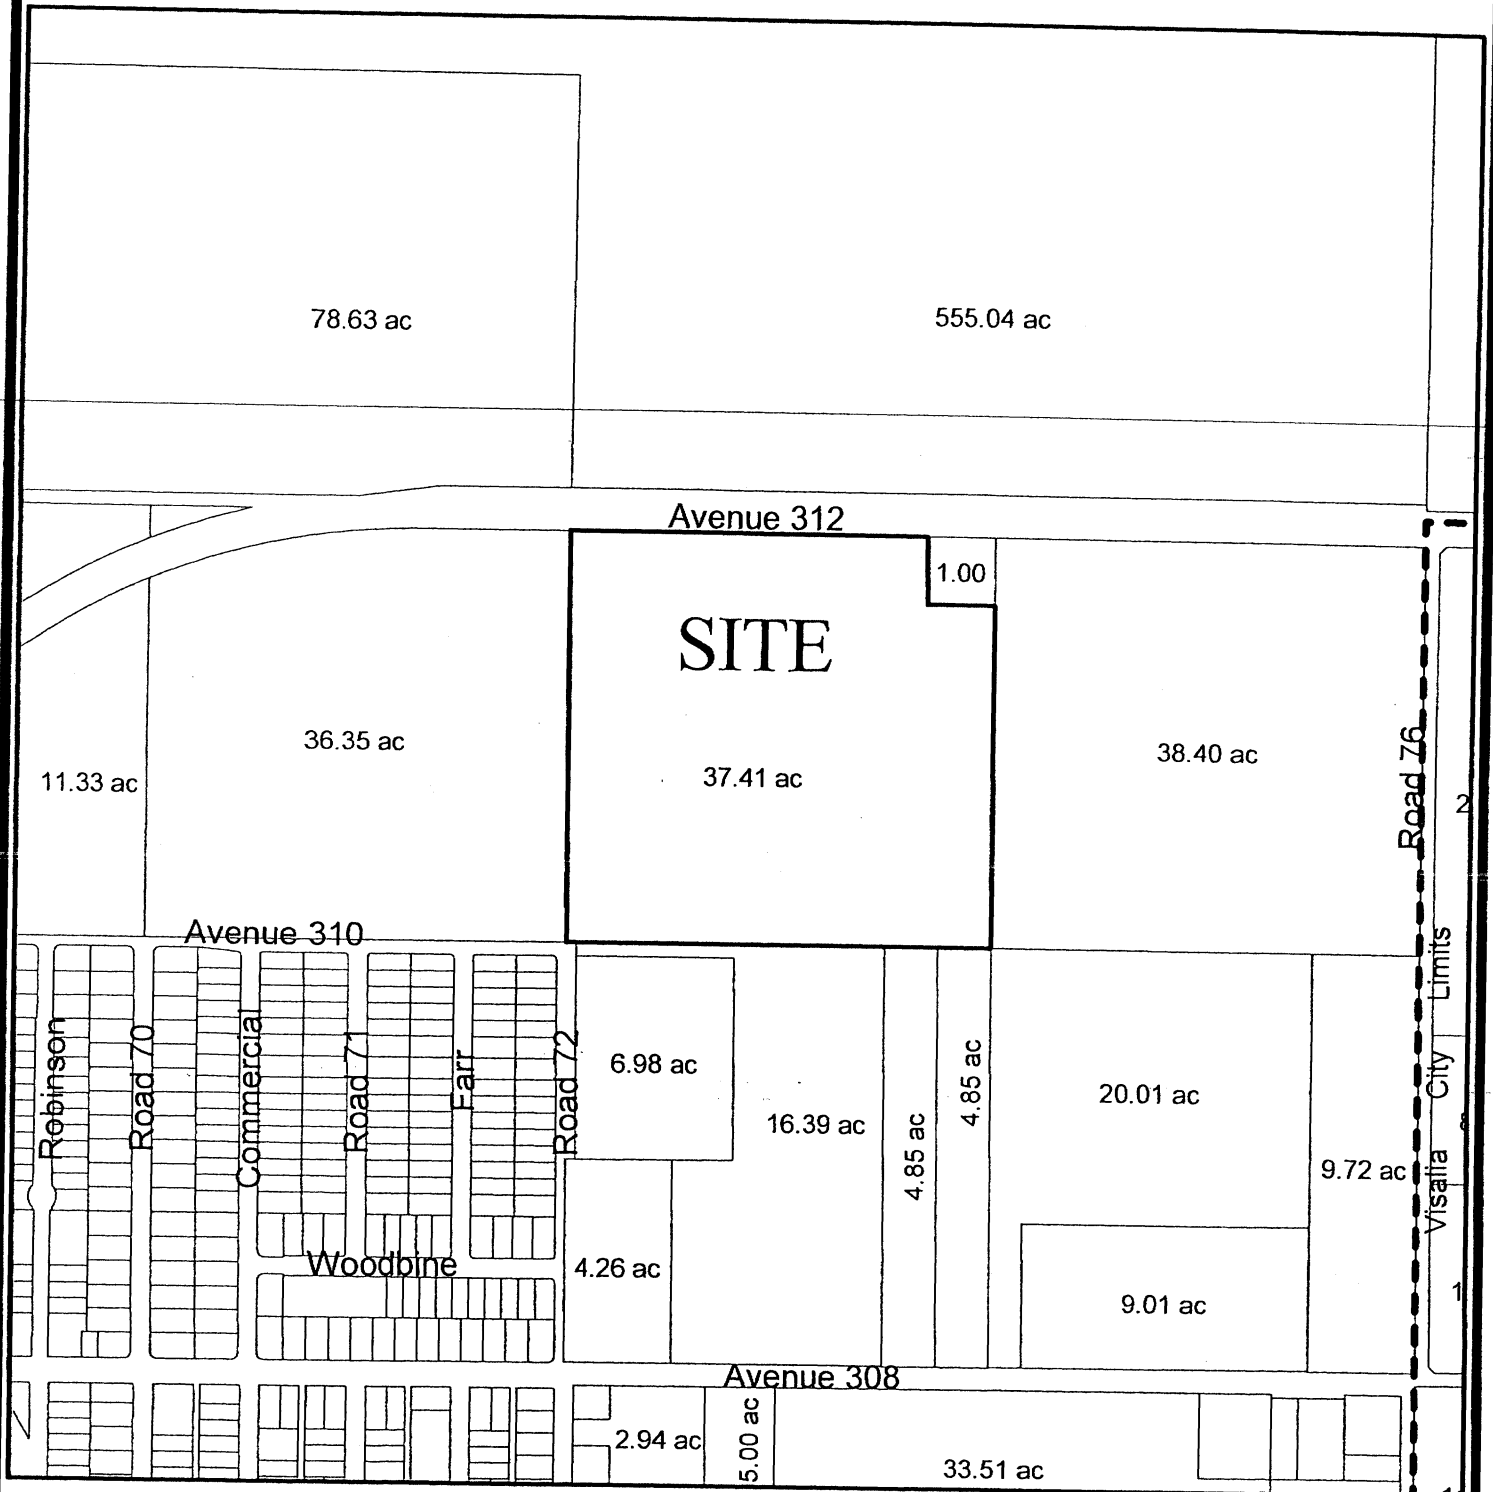 78.63 ac
555.04 ac
Avenue 312
1.00
SITE
36.35 ac
11.33 ac
37.41 ac
38.40 ac
Road 76
2
Avenue 310
Robinson
Road 70
Commercial
Road 71
Farr
Road 72
6.98 ac
16.39 ac
4.85 ac
4.85 ac
20.01 ac
9.72 ac
Visalia City Limits
Woodbine
4.26 ac
9.01 ac
1
Avenue 308
2.94 ac
5.00 ac
33.51 ac